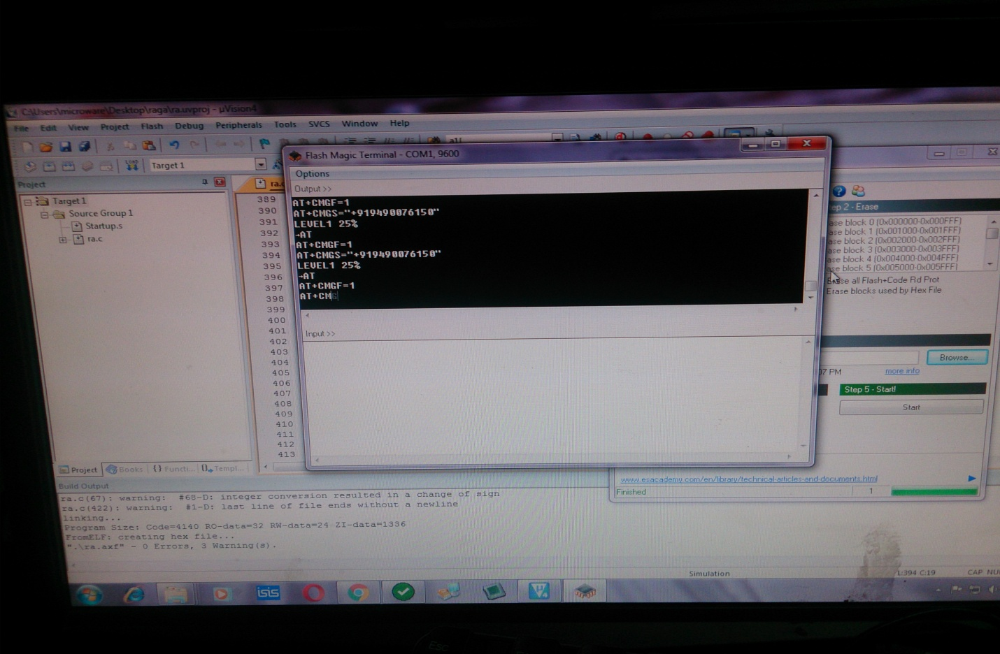 C:\Users\microware\Desktop\raga\ra.uvproj - µVision4
File Edit View Project Flash Debug Peripherals Tools SVCS Window Help
Target 1
Project
Target 1
Source Group 1
Startup.s
ra.c
Project Books Functi... Templ...
389
390
391
392
393
394
395
396
397
398
399
400
401
402
403
404
405
406
407
408
409
410
411
412
413
Flash Magic Terminal - COM1, 9600
Options
Output >>
AT+CMGF=1
AT+CMGS="+919490076150"
LEVEL1 25%
→AT
AT+CMGF=1
AT+CMGS="+919490076150"
LEVEL1 25%
→AT
AT+CMGF=1
AT+CMG
Input >>
ep 2 - Erase
ase block 0 (0x000000-0x000FFF)
ase block 1 (0x001000-0x001FFF)
ase block 2 (0x002000-0x002FFF)
ase block 3 (0x003000-0x003FFF)
ase block 4 (0x004000-0x004FFF)
ase block 5 (0x005000-0x005FFF)
Erase all Flash+Code Rd Prot
Erase blocks used by Hex File
Browse...
07 PM
more info
Step 5 - Start!
Start
www.esacademy.com/en/library/technical-articles-and-documents.html
Finished
1
Build Output
ra.c(67): warning: #68-D: integer conversion resulted in a change of sign
ra.c(422): warning: #1-D: last line of file ends without a newline
linking...
Program Size: Code=4140 RO-data=32 RW-data=24 ZI-data=1336
FromELF: creating hex file...
".\ra.axf" - 0 Errors, 3 Warning(s).
Simulation
L:394 C:19
CAP NU
isis
Esc